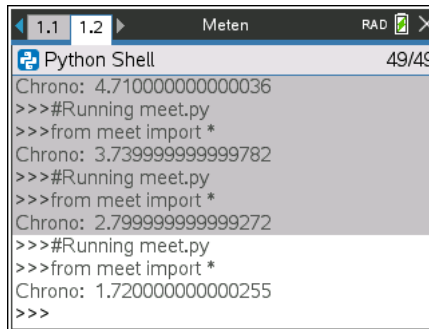 1.1 1.2 Meten RAD
Python Shell 49/49
Chrono: 4.710000000000036
>>>#Running meet.py
>>>from meet import *
Chrono: 3.739999999999782
>>>#Running meet.py
>>>from meet import *
Chrono: 2.799999999999272
>>>#Running meet.py
>>>from meet import *
Chrono: 1.720000000000255
>>>